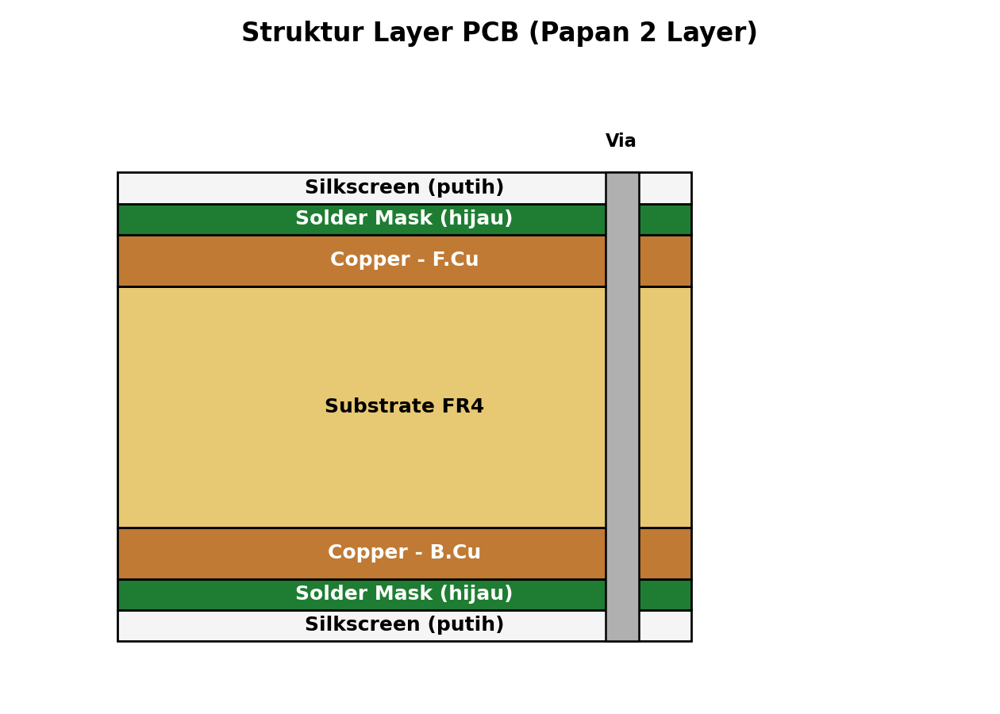 Struktur Layer PCB (Papan 2 Layer)
Via
Silkscreen (putih)
Solder Mask (hijau)
Copper - F.Cu
Substrate FR4
Copper - B.Cu
Solder Mask (hijau)
Silkscreen (putih)